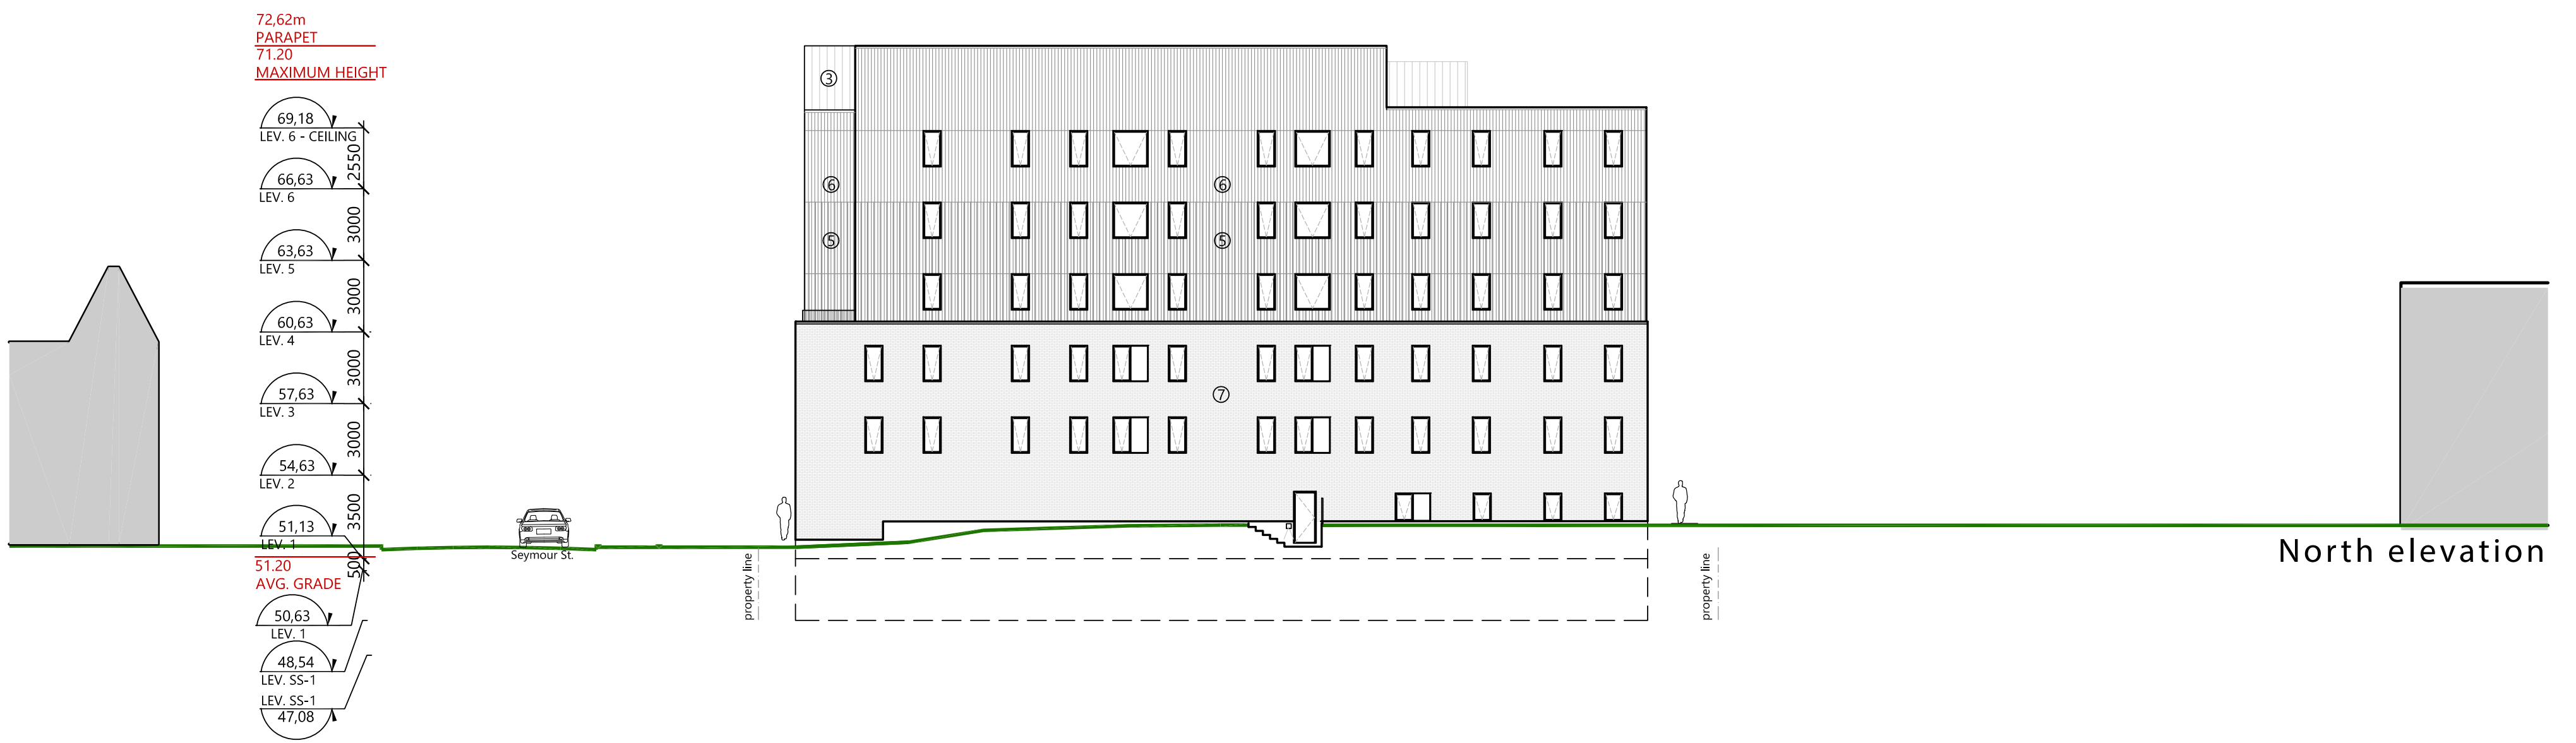 72,62m
PARAPET
71.20
MAXIMUM HEIGHT
69,18
LEV. 6 - CEILING
2550
66,63
LEV. 6
3000
63,63
LEV. 5
3000
60,63
LEV. 4
3000
57,63
LEV. 3
3000
54,63
LEV. 2
3500
51,13
LEV. 1
500
51.20
AVG. GRADE
50,63
LEV. 1
48,54
LEV. SS-1
LEV. SS-1
47,08
Seymour St.
3
6
5
6
5
7
property line
property line
North elevation